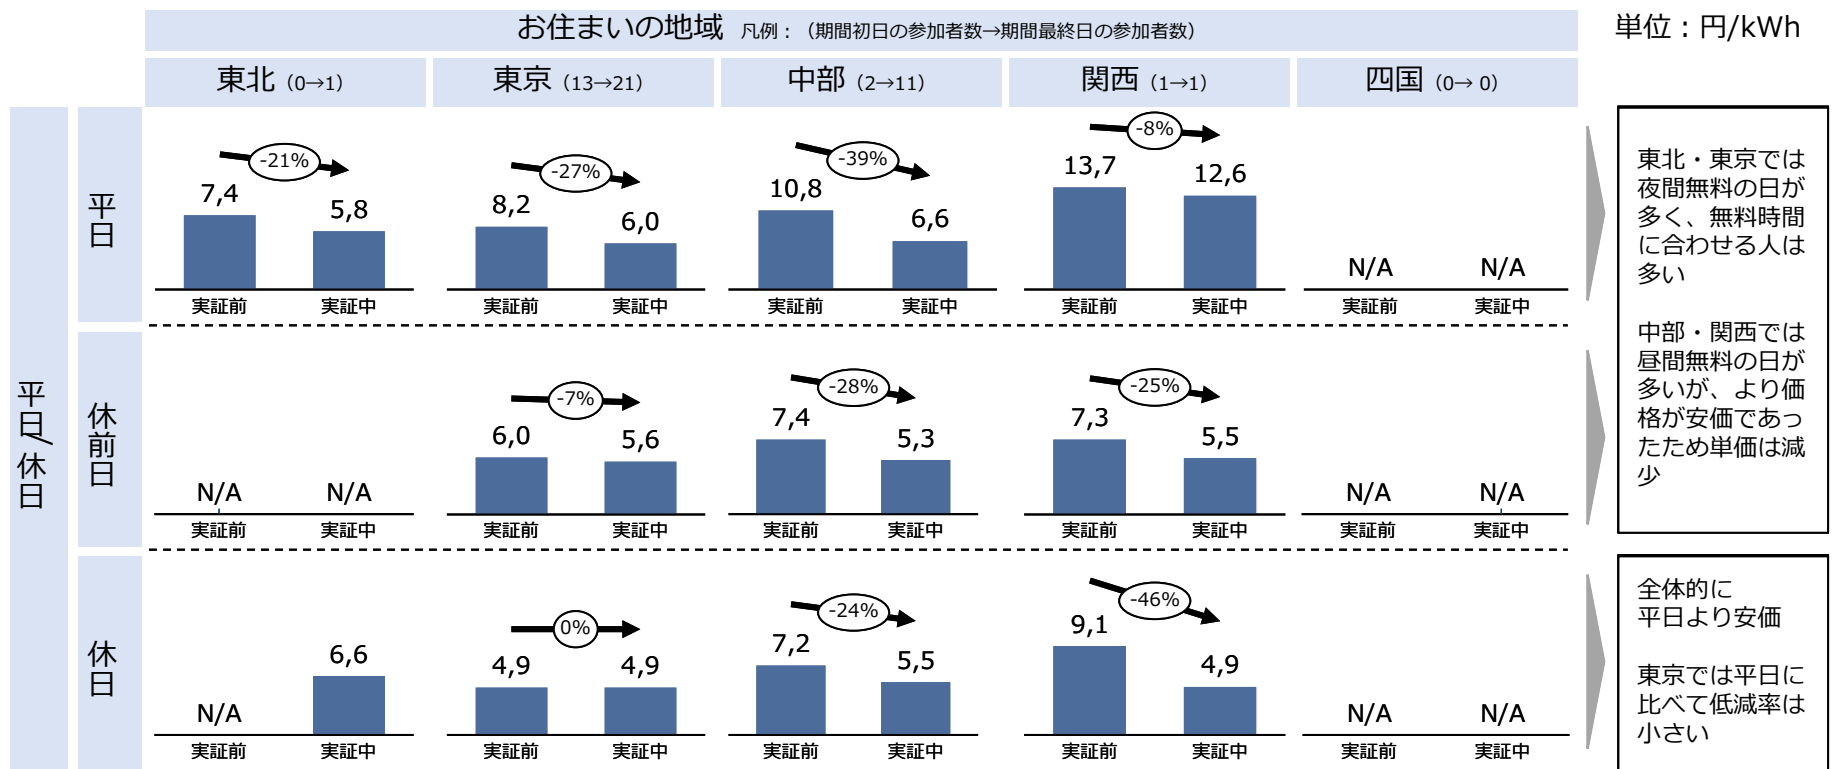 お住まいの地域 凡例：（期間初日の参加者数→期間最終日の参加者数）
単位：円/kWh
東北（0→1）
東京（13→21）
中部（2→11）
関西（1→1）
四国（0→ 0）
平日/休日
平日
-21%
7,4
5,8
実証前
実証中
-27%
8,2
6,0
実証前
実証中
-39%
10,8
6,6
実証前
実証中
-8%
13,7
12,6
実証前
実証中
N/A
N/A
実証前
実証中
東北・東京では
夜間無料の日が
多く、無料時間
に合わせる人は
多い
中部・関西では
昼間無料の日が
多いが、より価
格が安価であっ
たため単価は減
少
休前日
N/A
N/A
実証前
実証中
-7%
6,0
5,6
実証前
実証中
-28%
7,4
5,3
実証前
実証中
-25%
7,3
5,5
実証前
実証中
N/A
N/A
実証前
実証中
休日
N/A
6,6
実証前
実証中
0%
4,9
4,9
実証前
実証中
-24%
7,2
5,5
実証前
実証中
-46%
9,1
4,9
実証前
実証中
N/A
N/A
実証前
実証中
全体的に
平日より安価
東京では平日に
比べて低減率は
小さい